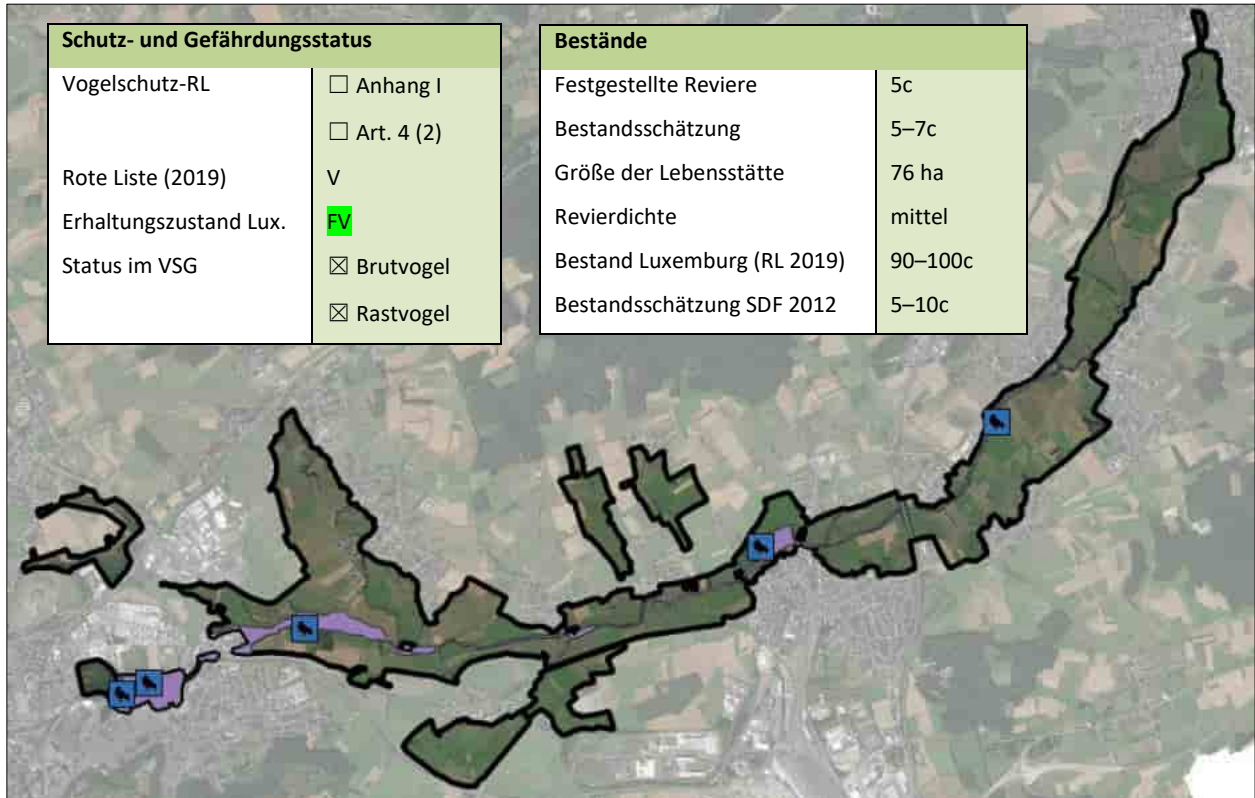 Schutz- und Gefährdungsstatus
Vogelschutz-RL ☐ Anhang I
☐ Art. 4 (2)
Rote Liste (2019) V
Erhaltungszustand Lux. FV
Status im VSG ☒ Brutvogel
☒ Rastvogel
Bestände
Festgestellte Reviere 5c
Bestandsschätzung 5–7c
Größe der Lebensstätte 76 ha
Revierdichte mittel
Bestand Luxemburg (RL 2019) 90–100c
Bestandsschätzung SDF 2012 5–10c